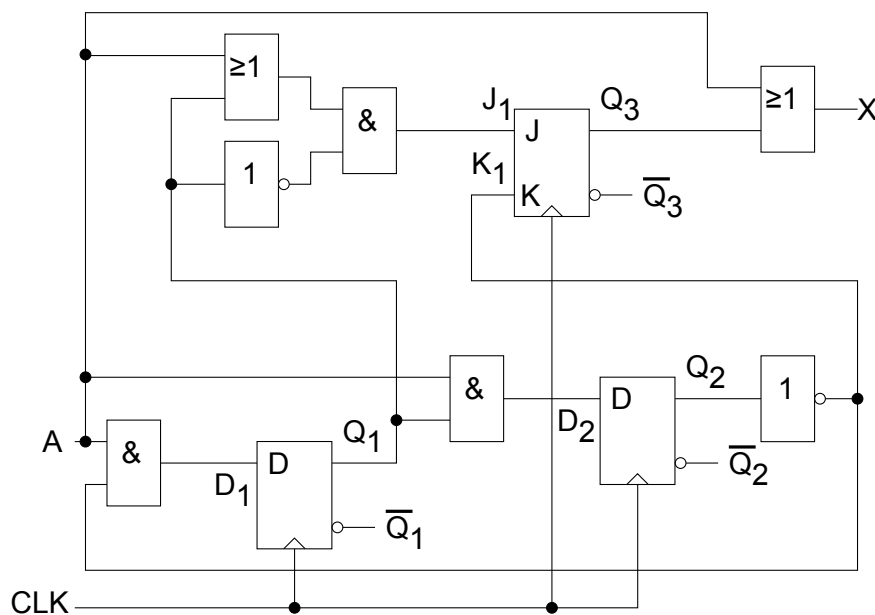 ≥1
&
1
J₁
J
K₁
K
Q₃
Q̅₃
≥1
X
A
&
D₁
D
Q₁
Q̅₁
&
D₂
D
Q₂
Q̅₂
1
CLK